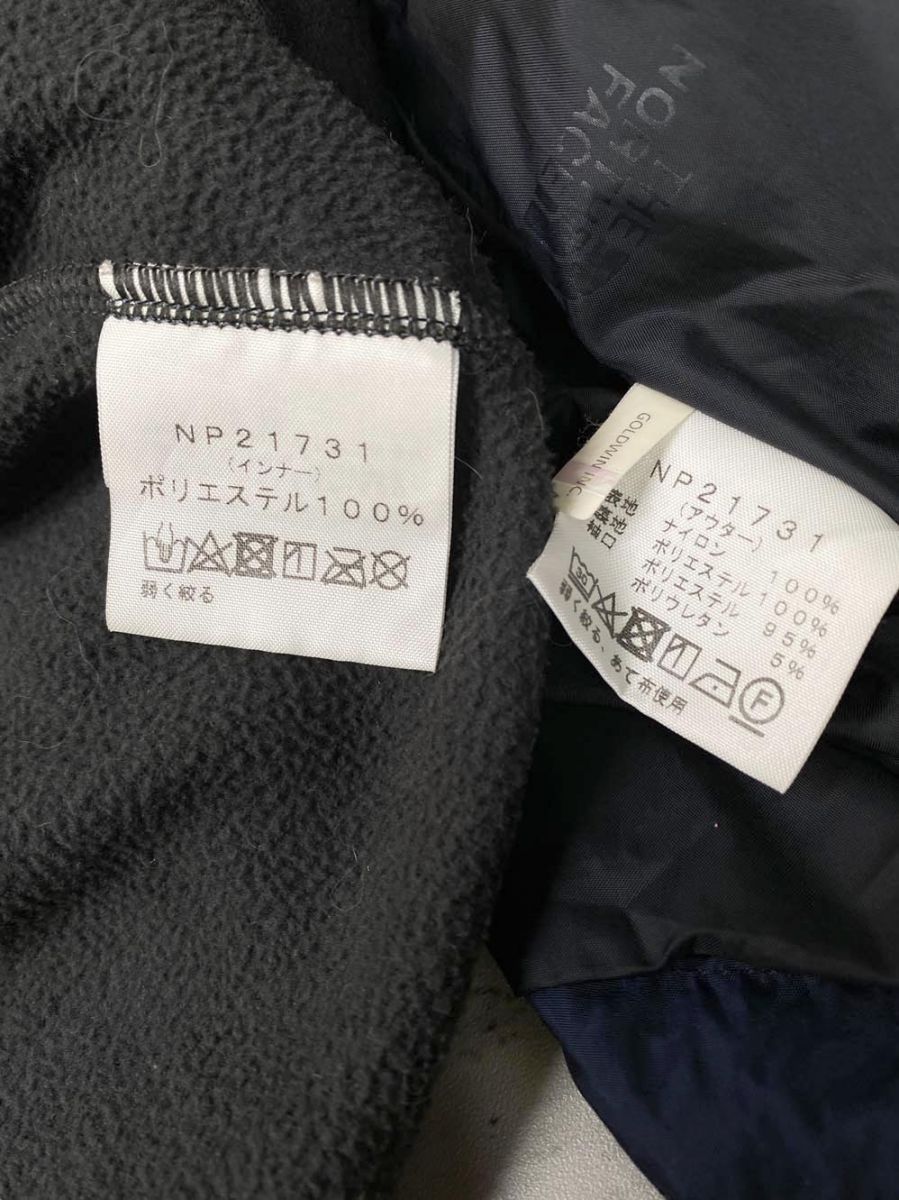 NP21731
(インナー)
ポリエステル100%
弱く絞る
THE
NORTH
FACE
GOLDWIN INC.
NP21731
(アウター)
表地 ナイロン 100%
裏地 ポリエステル 100%
袖口 ポリエステル 95%
ポリウレタン 5%
30 F
弱く絞る、あて布使用